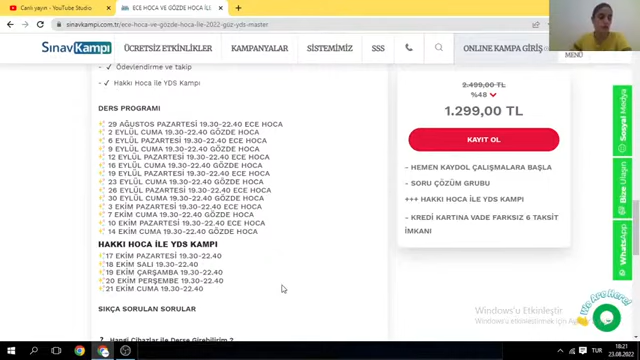 Canlı yayın - YouTube Studio
ECE HOCA VE GÖZDE HOCA İLE 2022
sinavkampi.com.tr/ece-hoca-ve-gözde-hoca-İle-2022-güz-yds-master
SınavKampı
ÜCRETSİZ ETKİNLİKLER
KAMPANYALAR
SİSTEMİMİZ
SSS
ONLINE KAMPA GİRİŞ
MENÜ
- ✓ Ödevlendirme ve takip
- ✓ Hakkı Hoca ile YDS Kampı
DERS PROGRAMI
29 AĞUSTOS PAZARTESİ 19.30-22.40 ECE HOCA
2 EYLÜL CUMA 19.30-22.40 GÖZDE HOCA
6 EYLÜL PAZARTESİ 19.30-22.40 ECE HOCA
9 EYLÜL CUMA 19.30-22.40 GÖZDE HOCA
12 EYLÜL PAZARTESİ 19.30-22.40 ECE HOCA
16 EYLÜL CUMA 19.30-22.40 GÖZDE HOCA
19 EYLÜL PAZARTESİ 19.30-22.40 ECE HOCA
23 EYLÜL CUMA 19.30-22.40 GÖZDE HOCA
26 EYLÜL PAZARTESİ 19.30-22.40 ECE HOCA
30 EYLÜL CUMA 19.30-22.40 GÖZDE HOCA
3 EKİM PAZARTESİ 19.30-22.40 ECE HOCA
7 EKİM CUMA 19.30-22.40 GÖZDE HOCA
10 EKİM PAZARTESİ 19.30-22.40 ECE HOCA
14 EKİM CUMA 19.30-22.40 GÖZDE HOCA
HAKKI HOCA İLE YDS KAMPI
17 EKİM PAZARTESİ 19.30-22.40
18 EKİM SALI 19.30-22.40
19 EKİM ÇARŞAMBA 19.30-22.40
20 EKİM PERŞEMBE 19.30-22.40
21 EKİM CUMA 19.30-22.40
SIKÇA SORULAN SORULAR
? Hangi Cihazlar ile Derse Girebilirim ?
2.499,00 TL
%48
1.299,00 TL
KAYIT OL
– HEMEN KAYDOL ÇALIŞMALARA BAŞLA
– SORU ÇÖZÜM GRUBU
+++ HAKKI HOCA İLE YDS KAMPI
– KREDİ KARTINA VADE FARKSIZ 6 TAKSİT
İMKANI
Sosyal Medya
Bize Ulaşın
We Are Here!
Windows'u Etkinleştir
Windows'u etkinleştirmek için
TUR
18:21
23.08.2022